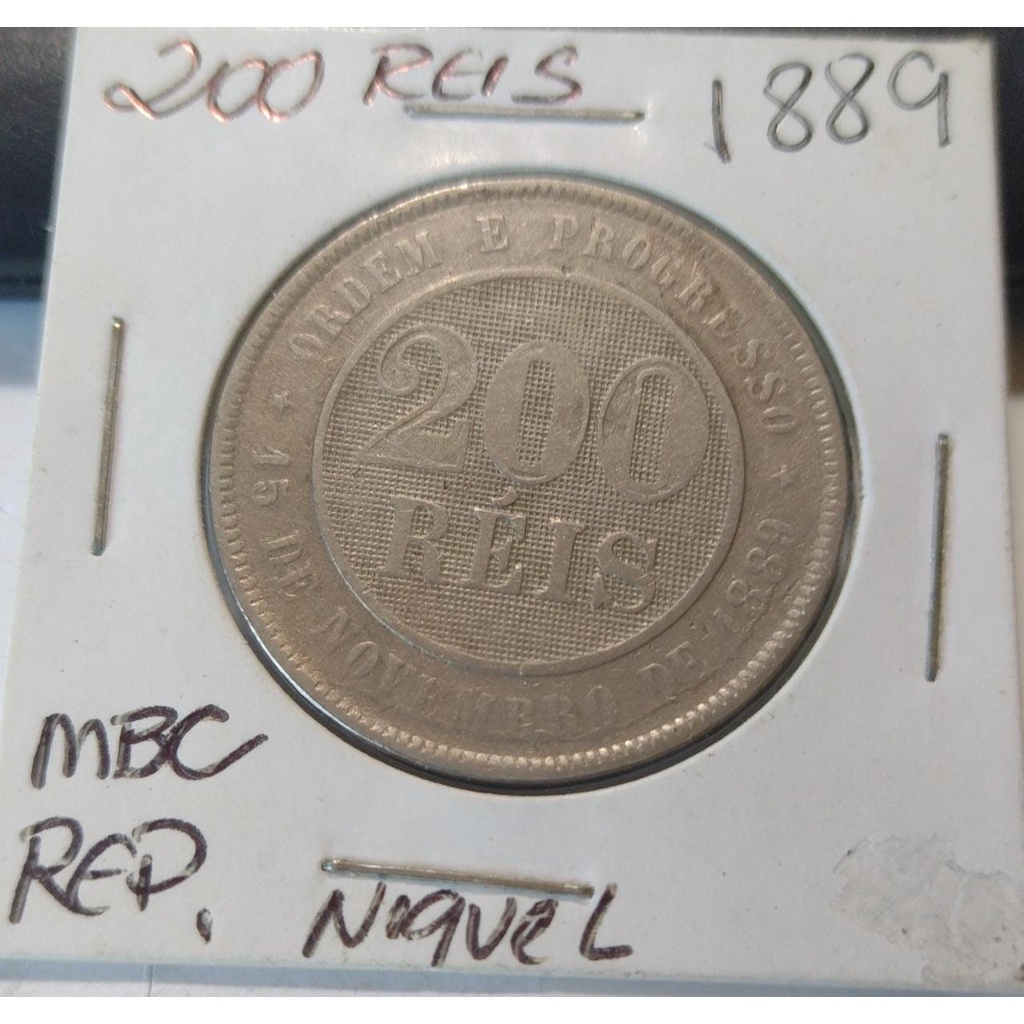 200 REIS
1889
ORDEM E PROGRESSO
200
RÉIS
15 DE NOVEMBRO DE 1889
MBC
REP.
NIQUEL